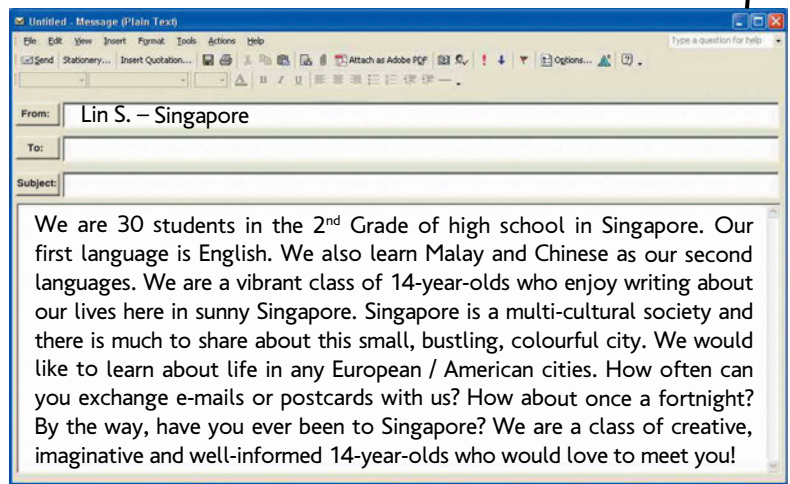 Untitled - Message (Plain Text)
File Edit View Insert Format Tools Actions Help Type a question for help
Send Stationery... Insert Quotation... Attach as Adobe PDF Options...
A B I U
From: Lin S. – Singapore
To:
Subject:
We are 30 students in the 2nd Grade of high school in Singapore. Our
first language is English. We also learn Malay and Chinese as our second
languages. We are a vibrant class of 14-year-olds who enjoy writing about
our lives here in sunny Singapore. Singapore is a multi-cultural society and
there is much to share about this small, bustling, colourful city. We would
like to learn about life in any European / American cities. How often can
you exchange e-mails or postcards with us? How about once a fortnight?
By the way, have you ever been to Singapore? We are a class of creative,
imaginative and well-informed 14-year-olds who would love to meet you!